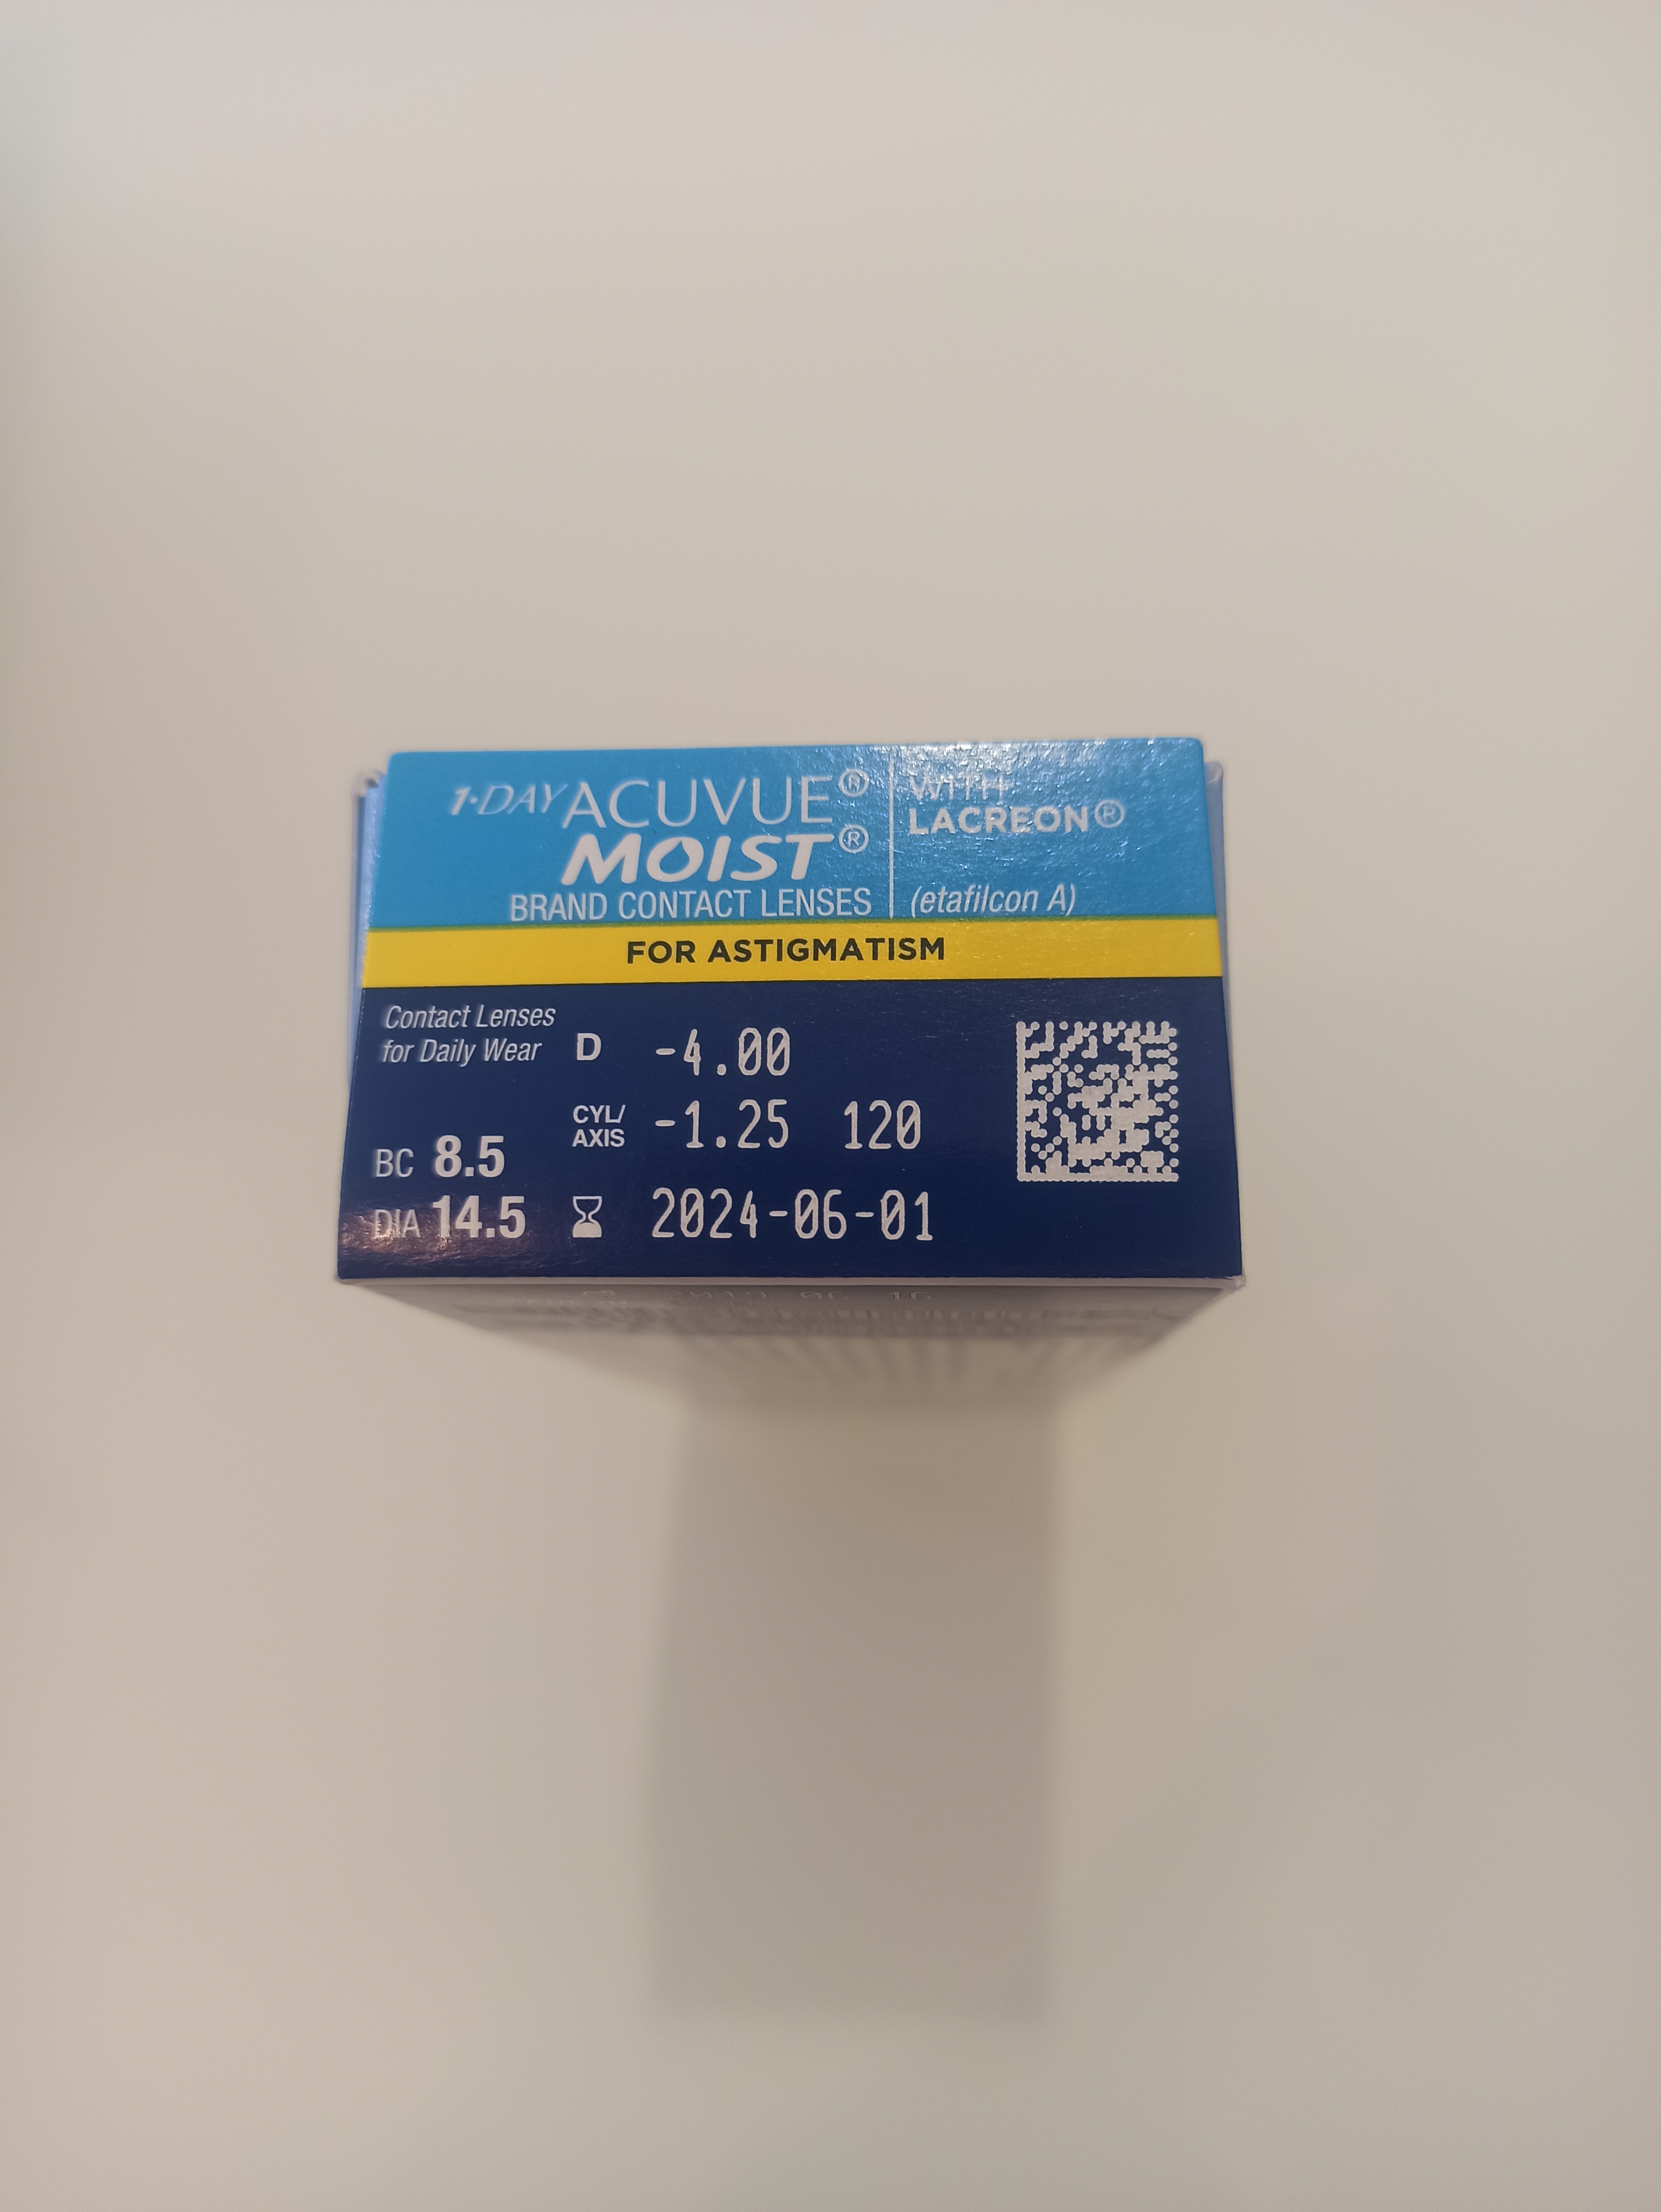 1•DAY ACUVUE®
MOIST®
BRAND CONTACT LENSES
WITH
LACREON®
(etafilcon A)
FOR ASTIGMATISM
Contact Lenses
for Daily Wear
D -4.00
CYL/
AXIS -1.25 120
BC 8.5
DIA 14.5
2024-06-01